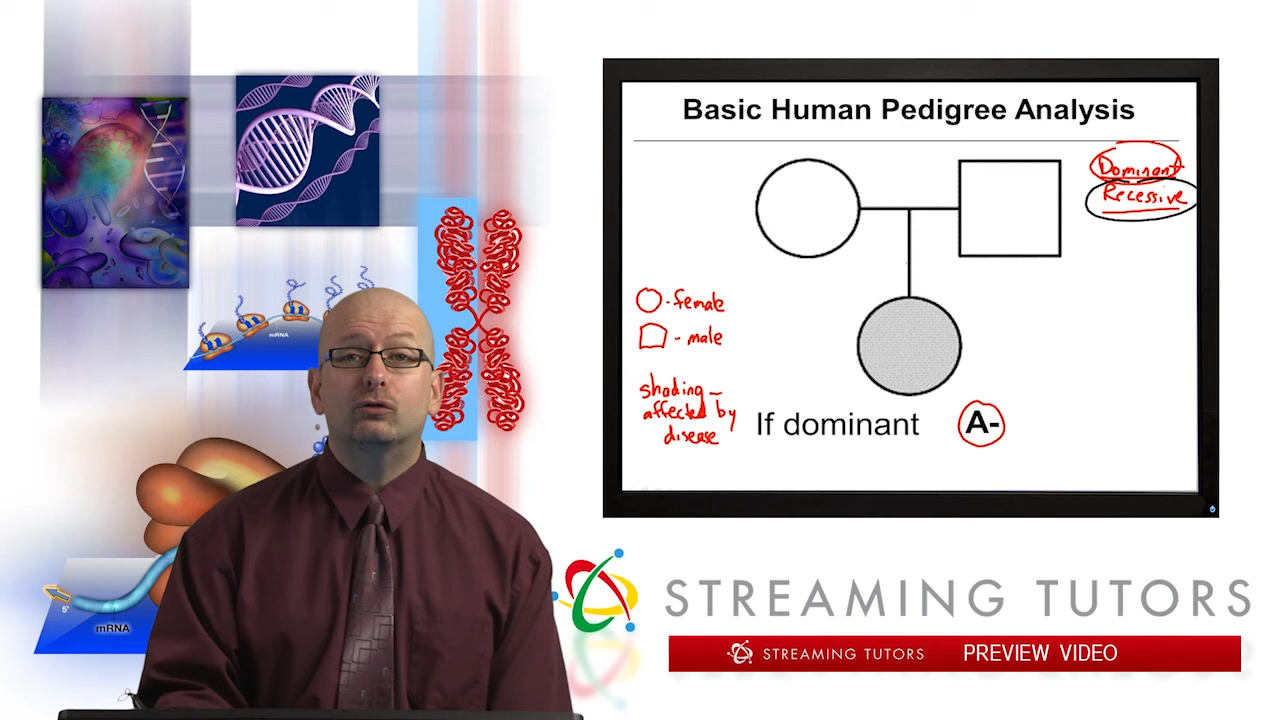 Basic Human Pedigree Analysis
Dominant
Recessive
- female
- male
shading -
affected by
disease
If dominant A-
mRNA
5'
mRNA
STREAMING TUTORS
STREAMING TUTORS PREVIEW VIDEO